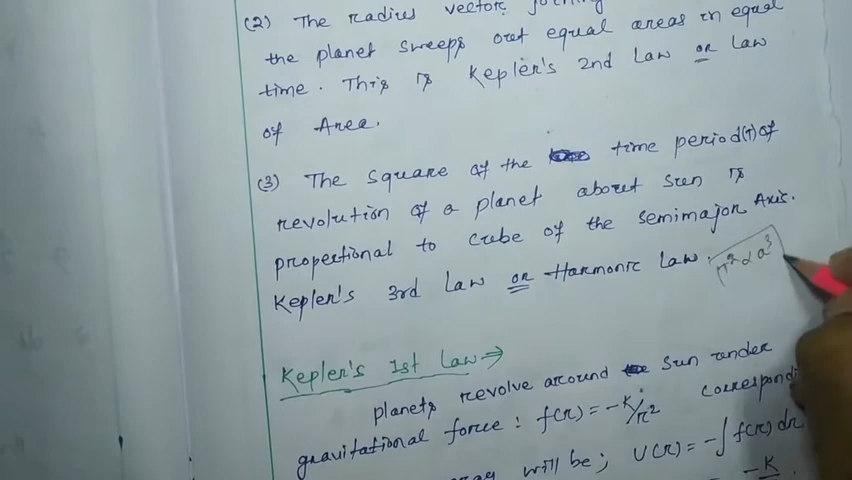 (2) The radius vector joining
the planet sweeps out equal areas in equal
time. This is Kepler's 2nd Law or Law
of Area.
(3) The square of the time period(T) of
revolution of a planet about sun is
propertional to cube of the semimajor Axis.
Kepler's 3rd Law or Harmonic Law.
T² ∝ a³
Kepler's 1st Law ⇒
planets revolve around sun under
gravitational force: f(r) = -K/r² correspondi
will be; U(r) = -∫f(r)dr
-K